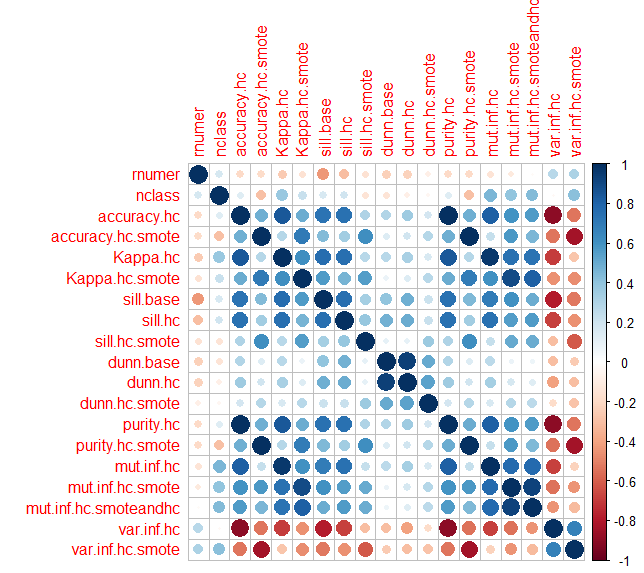 rnumer
nclass
accuracy.hc
accuracy.hc.smote
Kappa.hc
Kappa.hc.smote
sill.base
sill.hc
sill.hc.smote
dunn.base
dunn.hc
dunn.hc.smote
purity.hc
purity.hc.smote
mut.inf.hc
mut.inf.hc.smote
mut.inf.hc.smoteandhc
var.inf.hc
var.inf.hc.smote
rnumer
nclass
accuracy.hc
accuracy.hc.smote
Kappa.hc
Kappa.hc.smote
sill.base
sill.hc
sill.hc.smote
dunn.base
dunn.hc
dunn.hc.smote
purity.hc
purity.hc.smote
mut.inf.hc
mut.inf.hc.smote
mut.inf.hc.smoteandhc
var.inf.hc
var.inf.hc.smote
1
0.8
0.6
0.4
0.2
0
-0.2
-0.4
-0.6
-0.8
-1